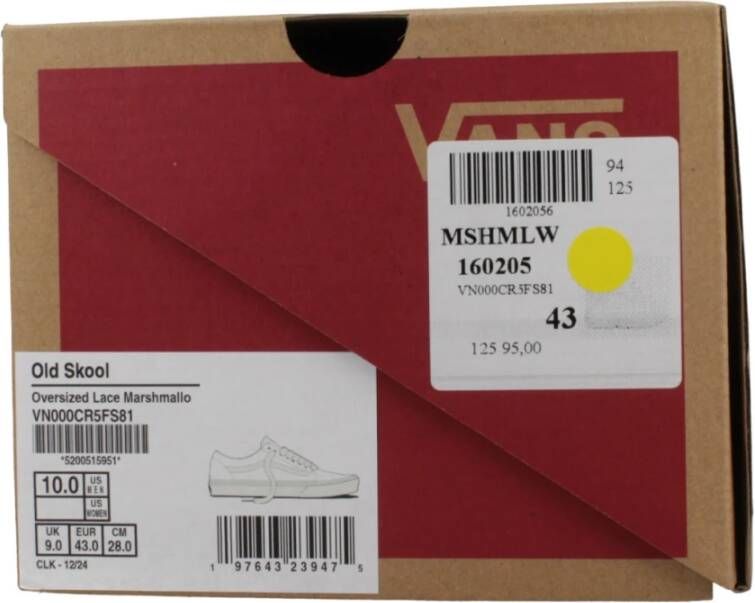 VANS
94
125
1602056
MSHMLW
160205
VN000CR5FS81
43
125 95,00
Old Skool
Oversized Lace Marshmallo
VN000CR5FS81
*5200515951*
10.0 US MEN
US WOMEN
UK EUR CM
9.0 43.0 28.0
CLK - 12/24
1 97643 23947 5